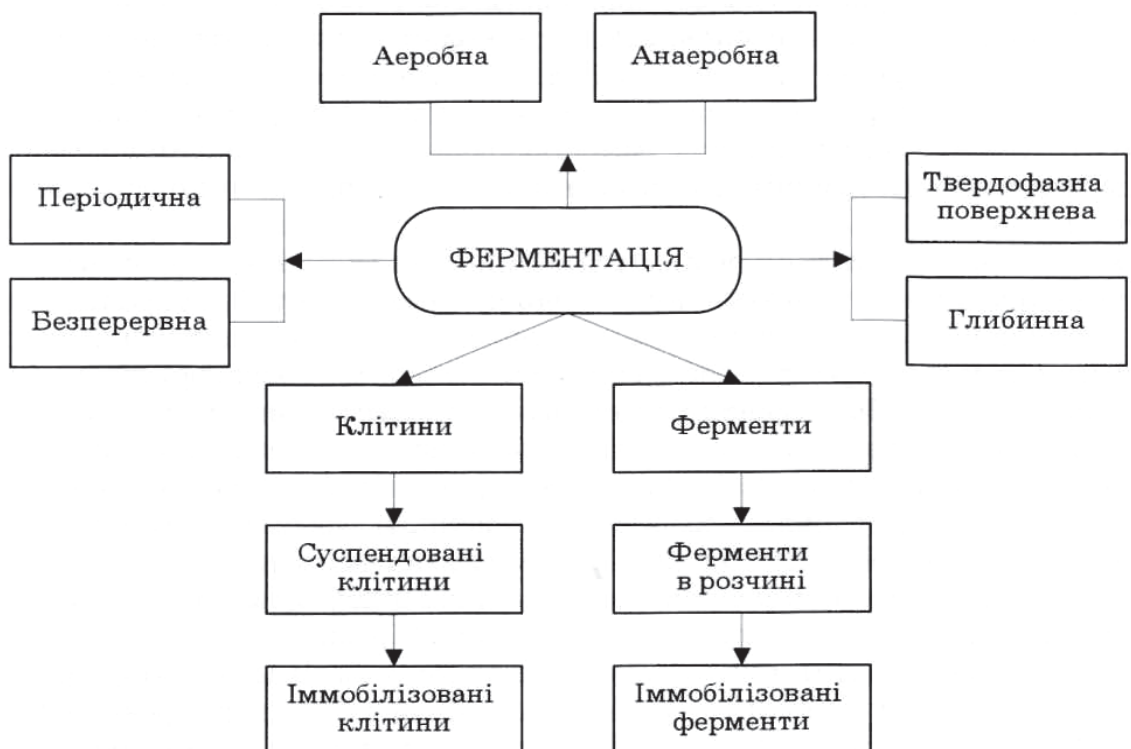 Аеробна
Анаеробна
Періодична
Безперервна
ФЕРМЕНТАЦІЯ
Твердофазна
поверхнева
Глибинна
Клітини
Ферменти
Суспендовані
клітини
Ферменти
в розчині
Іммобілізовані
клітини
Іммобілізовані
ферменти